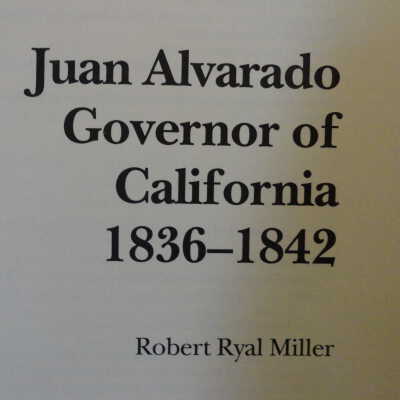 Juan Alvarado
Governor of
California
1836–1842
Robert Ryal Miller